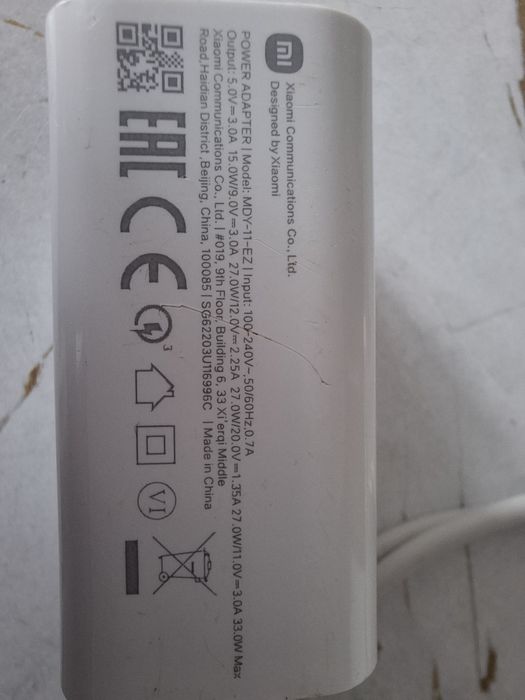 mi
Xiaomi Communications Co., Ltd.
Designed by Xiaomi
POWER ADAPTER | Model: MDY-11-EZ | Input: 100-240V~,50/60Hz,0.7A
Output: 5.0V⎓3.0A 15.0W/9.0V⎓3.0A 27.0W/12.0V⎓2.25A 27.0W/20.0V⎓1.35A 27.0W/11.0V⎓3.0A 33.0W Max
Xiaomi Communications Co., Ltd. | #019, 9th Floor, Building 6, 33 Xi'erqi Middle
Road,Haidian District ,Beijing, China, 100085 | SG62203U116996C | Made in China
EAC CE 3 VI